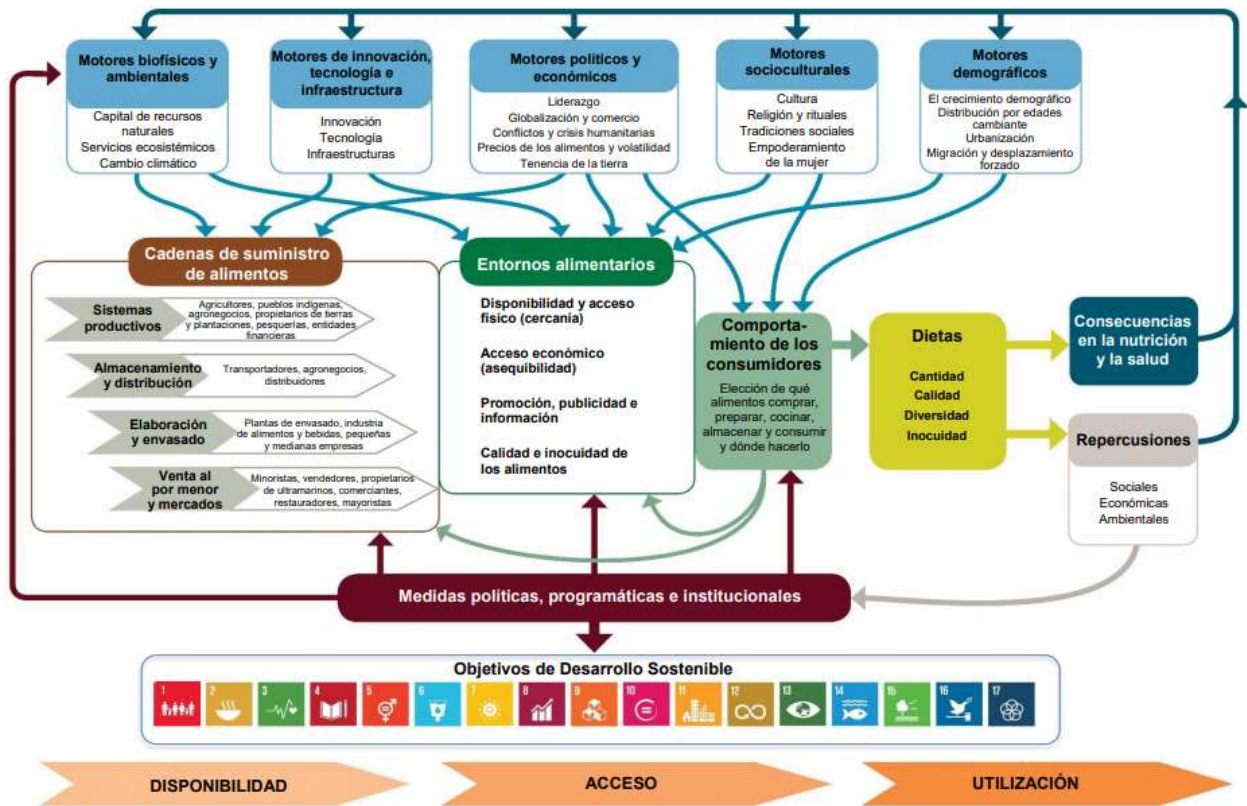 Motores biofísicos y
ambientales
Capital de recursos
naturales
Servicios ecosistémicos
Cambio climático
Motores de innovación,
tecnología e
infraestructura
Innovación
Tecnología
Infraestructuras
Motores políticos y
económicos
Liderazgo
Globalización y comercio
Conflictos y crisis humanitarias
Precios de los alimentos y volatilidad
Tenencia de la tierra
Motores
socioculturales
Cultura
Religión y rituales
Tradiciones sociales
Empoderamiento
de la mujer
Motores
demográficos
El crecimiento demográfico
Distribución por edades
cambiante
Urbanización
Migración y desplazamiento
forzado
Cadenas de suministro
de alimentos
Sistemas
productivos
Agricultores, pueblos indígenas,
agronegocios, propietarios de tierras
y plantaciones, pesquerías, entidades
financieras
Almacenamiento
y distribución
Transportadores, agronegocios,
distribuidores
Elaboración
y envasado
Plantas de envasado, industria
de alimentos y bebidas, pequeñas
y medianas empresas
Venta al
por menor
y mercados
Minoristas, vendedores, propietarios
de ultramarinos, comerciantes,
restauradores, mayoristas
Entornos alimentarios
Disponibilidad y acceso
físico (cercanía)
Acceso económico
(asequibilidad)
Promoción, publicidad e
información
Calidad e inocuidad de
los alimentos
Comporta-
miento de los
consumidores
Elección de qué
alimentos comprar,
preparar, cocinar,
almacenar y consumir
y dónde hacerlo
Dietas
Cantidad
Calidad
Diversidad
Inocuidad
Consecuencias
en la nutrición
y la salud
Repercusiones
Sociales
Económicas
Ambientales
Medidas políticas, programáticas e institucionales
Objetivos de Desarrollo Sostenible
1 2 3 4 5 6 7 8 9 10 11 12 13 14 15 16 17
DISPONIBILIDAD
ACCESO
UTILIZACIÓN